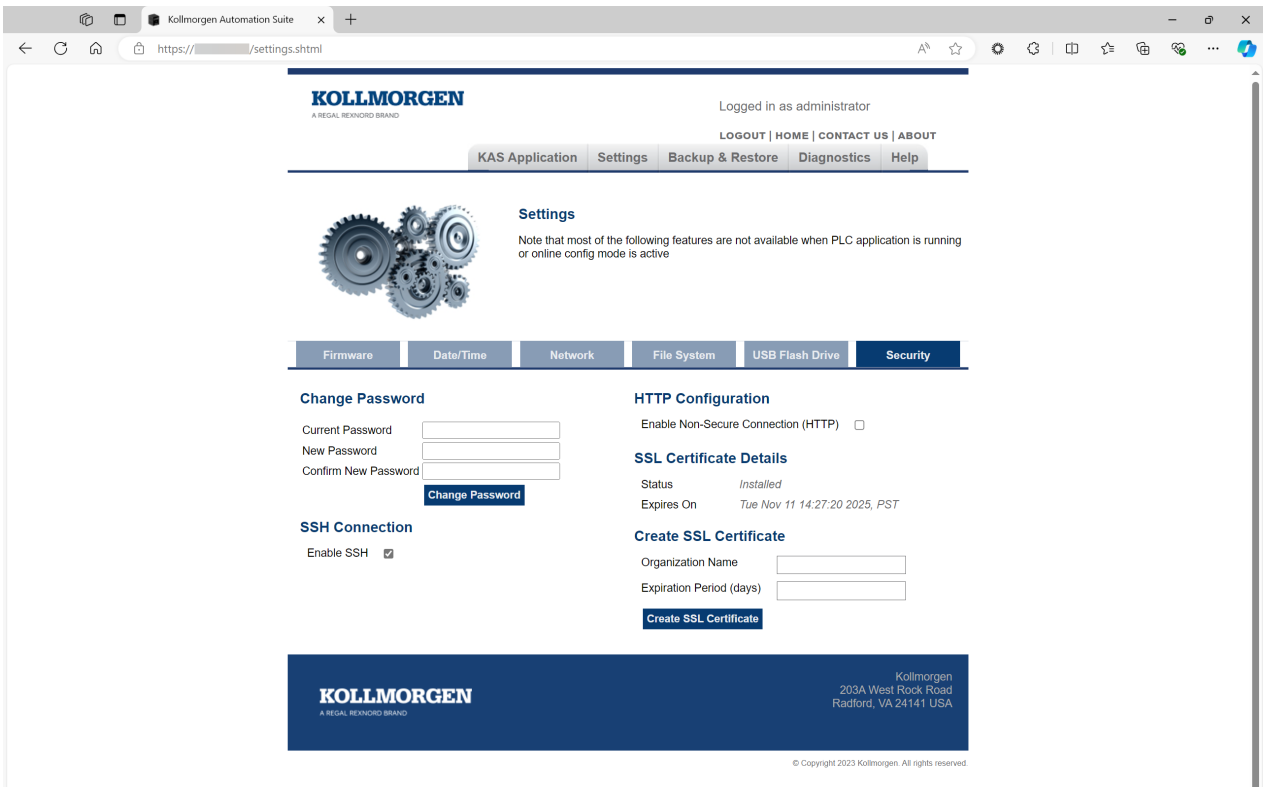 Kollmorgen Automation Suite
https:// /settings.shtml
KOLLMORGEN
A REGAL REXNORD BRAND
Logged in as administrator
LOGOUT | HOME | CONTACT US | ABOUT
KAS Application Settings Backup & Restore Diagnostics Help
Settings
Note that most of the following features are not available when PLC application is running
or online config mode is active
Firmware Date/Time Network File System USB Flash Drive Security
Change Password
Current Password
New Password
Confirm New Password
Change Password
SSH Connection
Enable SSH
HTTP Configuration
Enable Non-Secure Connection (HTTP)
SSL Certificate Details
Status Installed
Expires On Tue Nov 11 14:27:20 2025, PST
Create SSL Certificate
Organization Name
Expiration Period (days)
Create SSL Certificate
KOLLMORGEN
A REGAL REXNORD BRAND
Kollmorgen
203A West Rock Road
Radford, VA 24141 USA
© Copyright 2023 Kollmorgen. All rights reserved.